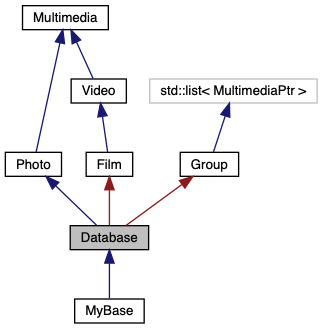 Multimedia
Video
std::list< MultimediaPtr >
Photo
Film
Group
Database
MyBase